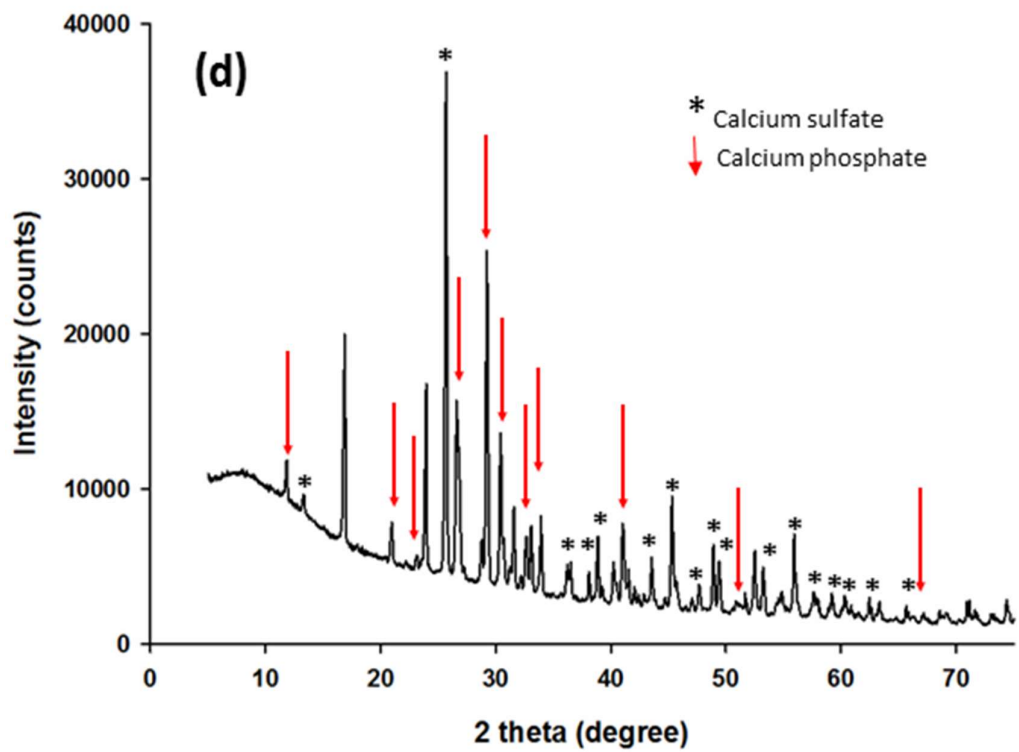 40000
(d)
*
* Calcium sulfate
Calcium phosphate
30000
Intensity (counts)
20000
10000
*
* * * * * * * * * * * * * * *
0
0 10 20 30 40 50 60 70
2 theta (degree)